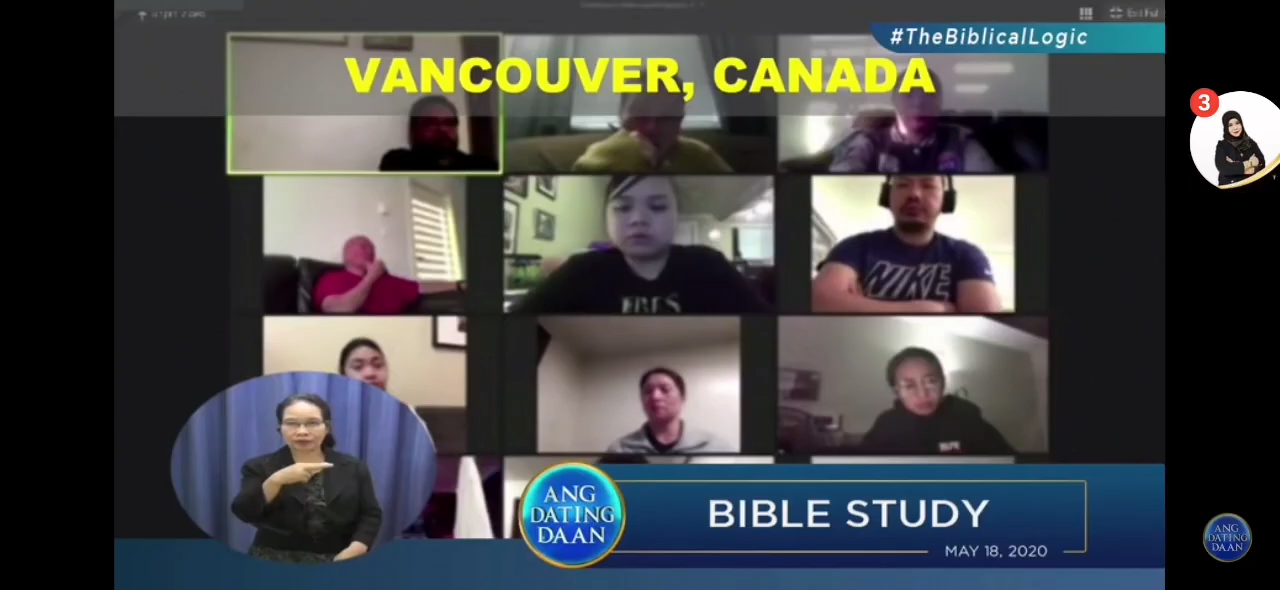 #TheBiblicalLogic
VANCOUVER, CANADA
3
NIKE
ANG
DATING
DAAN
BIBLE STUDY
MAY 18, 2020
ANG
DATING
DAAN